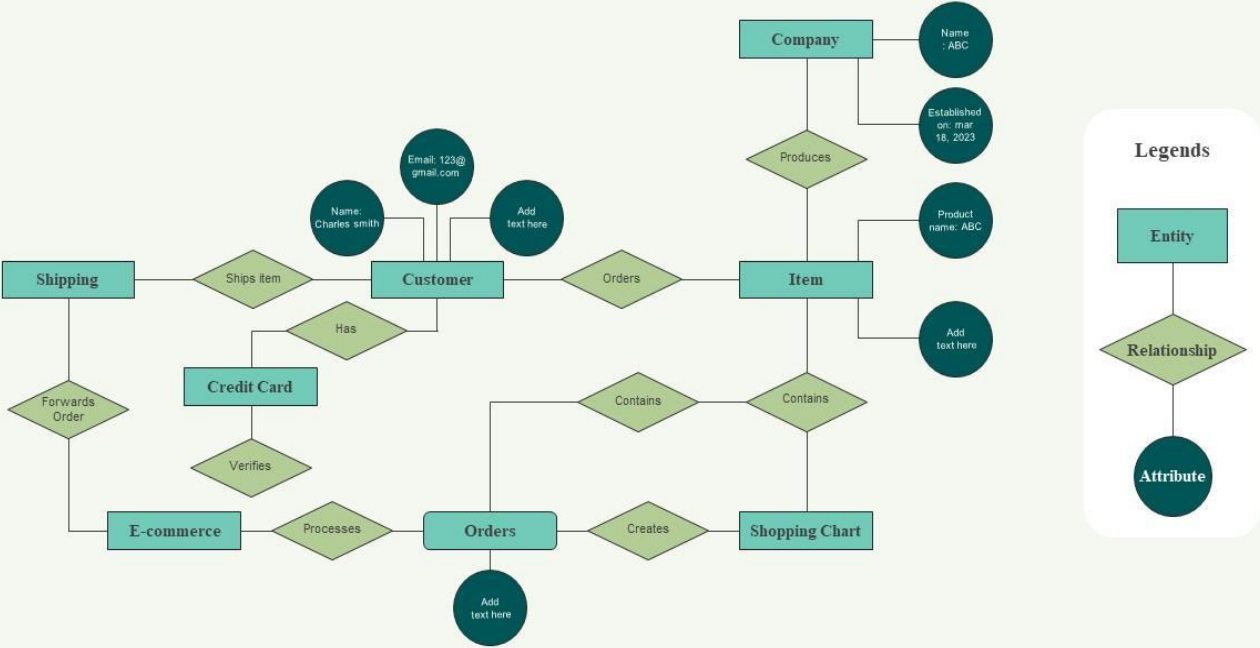 Company
Name
: ABC
Established
on: mar
18, 2023
Produces
Legends
Email: 123@
gmail.com
Name:
Charles smith
Add
text here
Product
name: ABC
Entity
Shipping
Ships item
Customer
Orders
Item
Has
Add
text here
Relationship
Credit Card
Forwards
Order
Contains
Contains
Verifies
Attribute
E-commerce
Processes
Orders
Creates
Shopping Chart
Add
text here